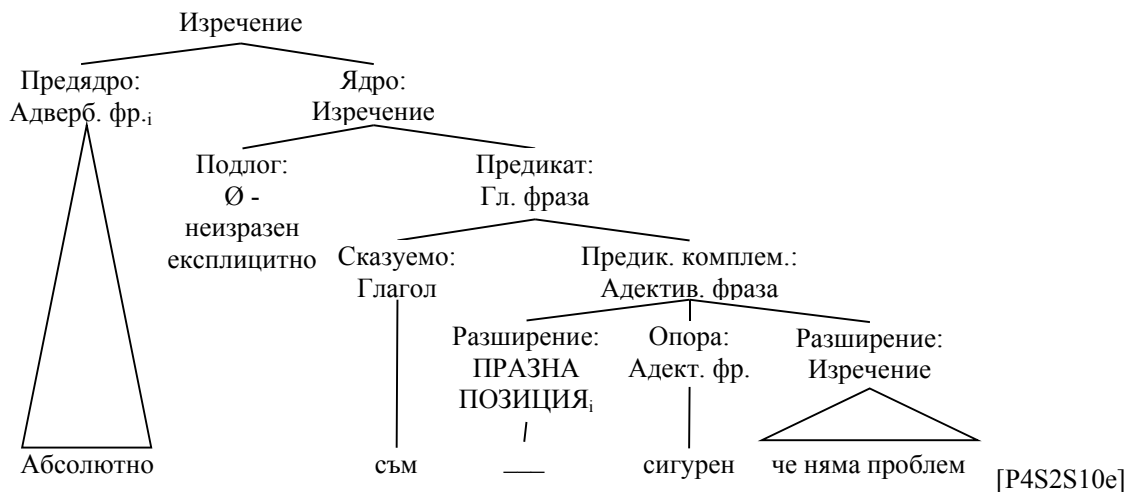 Изречение
Предядро: Ядро:
Адверб. фр.i Изречение
Подлог: Предикат:
Ø - Гл. фраза
неизразен
експлицитно Сказуемо: Предик. комплем.:
Глагол Адектив. фраза
Разширение: Опора: Разширение:
ПРАЗНА Адект. фр. Изречение
ПОЗИЦИЯi
Абсолютно съм ___ сигурен че няма проблем [P4S2S10e]